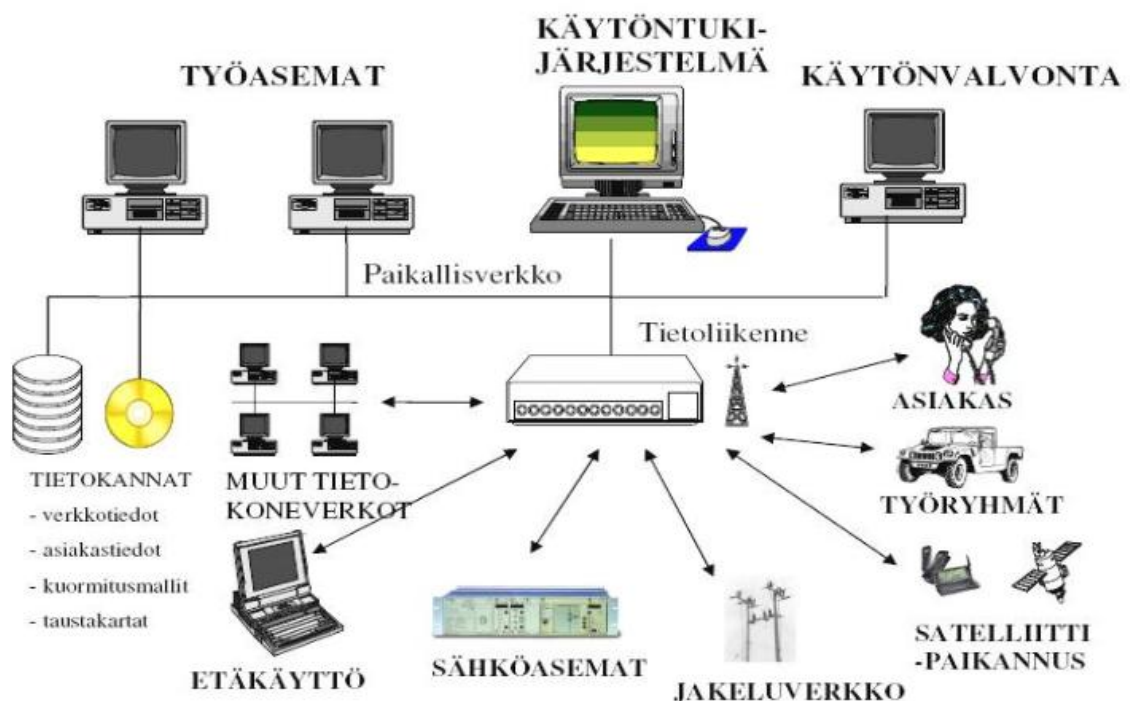 KÄYTÖNTUKI-
JÄRJESTELMÄ
TYÖASEMAT
KÄYTÖNVALVONTA
Paikallisverkko
Tietoliikenne
ASIAKAS
TYÖRYHMÄT
TIETOKANNAT
- verkkotiedot
- asiakastiedot
- kuormitusmallit
- taustakartat
MUUT TIETO-
KONEVERKOT
ETÄKÄYTTÖ
SÄHKÖASEMAT
JAKELUVERKKO
SATELLIITTI
-PAIKANNUS